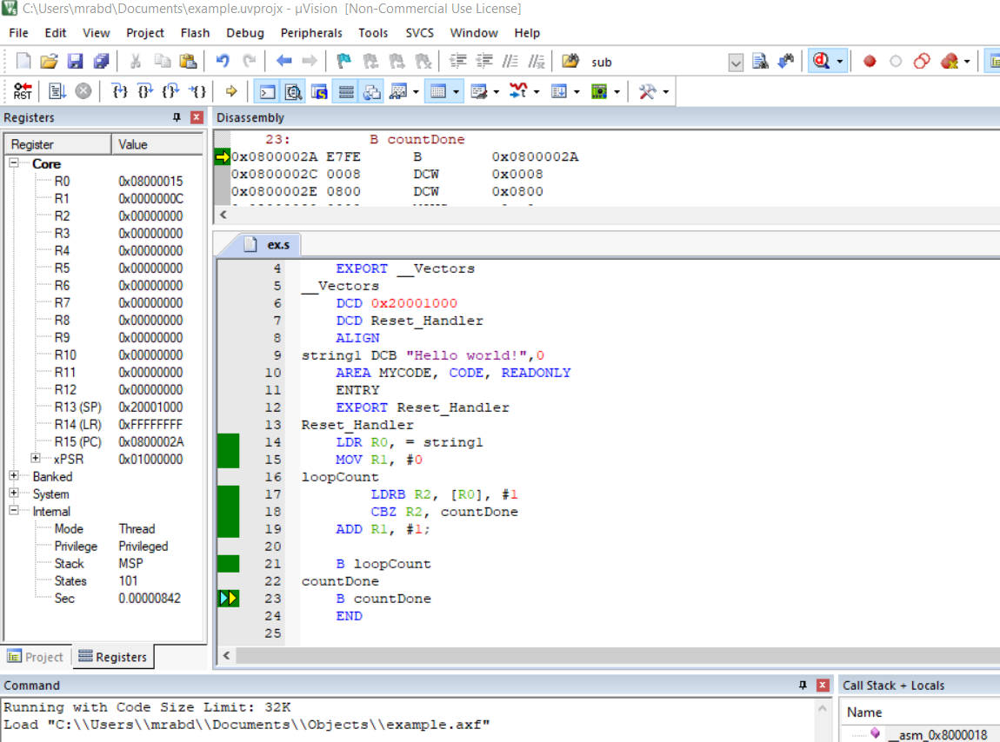 C:\Users\mrabd\Documents\example.uvprojx - µVision [Non-Commercial Use License]
File Edit View Project Flash Debug Peripherals Tools SVCS Window Help
sub
RST
Registers
Disassembly
Register Value
Core
R0 0x08000015
R1 0x0000000C
R2 0x00000000
R3 0x00000000
R4 0x00000000
R5 0x00000000
R6 0x00000000
R7 0x00000000
R8 0x00000000
R9 0x00000000
R10 0x00000000
R11 0x00000000
R12 0x00000000
R13 (SP) 0x20001000
R14 (LR) 0xFFFFFFFF
R15 (PC) 0x0800002A
xPSR 0x01000000
Banked
System
Internal
Mode Thread
Privilege Privileged
Stack MSP
States 101
Sec 0.00000842
Project Registers
23: B countDone
0x0800002A E7FE B 0x0800002A
0x0800002C 0008 DCW 0x0008
0x0800002E 0800 DCW 0x0800
ex.s
4 EXPORT __Vectors
5 __Vectors
6 DCD 0x20001000
7 DCD Reset_Handler
8 ALIGN
9 string1 DCB "Hello world!",0
10 AREA MYCODE, CODE, READONLY
11 ENTRY
12 EXPORT Reset_Handler
13 Reset_Handler
14 LDR R0, = string1
15 MOV R1, #0
16 loopCount
17 LDRB R2, [R0], #1
18 CBZ R2, countDone
19 ADD R1, #1;
20
21 B loopCount
22 countDone
23 B countDone
24 END
25
Command
Running with Code Size Limit: 32K
Load "C:\\Users\\mrabd\\Documents\\Objects\\example.axf"
Call Stack + Locals
Name
__asm_0x8000018